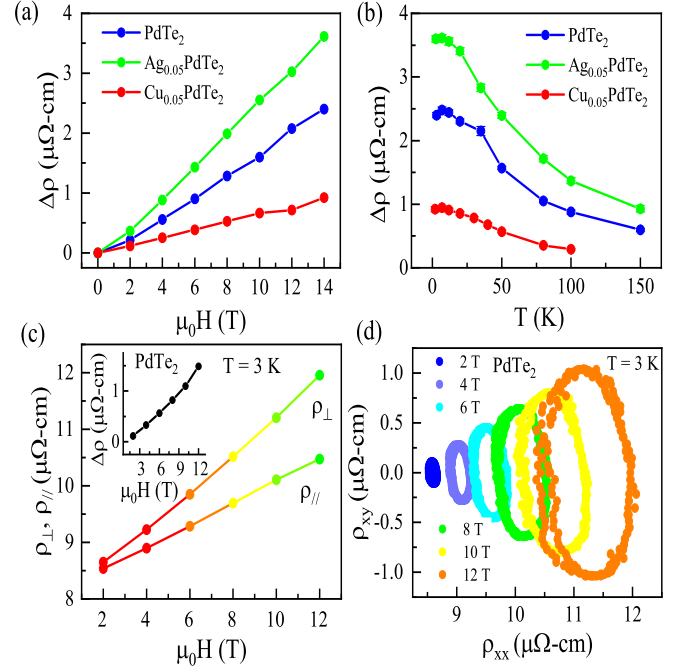 (a)
PdTe₂
Ag₀.₀₅PdTe₂
Cu₀.₀₅PdTe₂
Δρ (μΩ-cm)
4
3
2
1
0
0 2 4 6 8 10 12 14
μ₀H (T)
(b)
PdTe₂
Ag₀.₀₅PdTe₂
Cu₀.₀₅PdTe₂
Δρ (μΩ-cm)
4
3
2
1
0
0 50 100 150
T (K)
(c)
PdTe₂
T = 3 K
Δρ (μΩ-cm)
1
0
3 6 9 12
μ₀H (T)
ρ⊥
ρ//
ρ⊥, ρ// (μΩ-cm)
12
11
10
9
8
2 4 6 8 10 12
μ₀H (T)
(d)
2 T
4 T
6 T
PdTe₂
T = 3 K
8 T
10 T
12 T
ρxy (μΩ-cm)
1.0
0.5
0.0
-0.5
-1.0
9 10 11 12
ρxx (μΩ-cm)